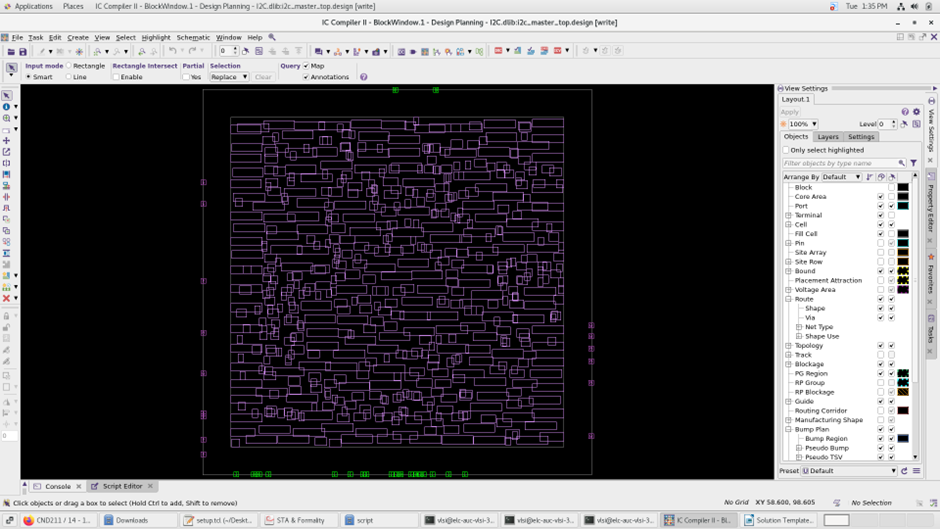 Applications Places IC Compiler II - BlockWindow.1 - Design Planning - I2C.dlib:i2c_master_top.design [write] Tue 1:35 PM
IC Compiler II - BlockWindow.1 - Design Planning - I2C.dlib:i2c_master_top.design [write]
File Task Edit Create View Select Highlight Schematic Window Help
0
Input mode Rectangle Rectangle Intersect Partial Selection Query Map
Smart Line Enable Yes Replace Clear Annotations
View Settings
Layout.1
Apply
100% Level 0
Objects Layers Settings
Only select highlighted
Filter objects by type name
Arrange By Default
Block
Core Area
Port
Terminal
Cell
Fill Cell
Pin
Site Array
Site Row
Bound
Placement Attraction
Voltage Area
Route
Shape
Via
Net Type
Shape Use
Topology
Track
Blockage
PG Region
RP Group
RP Blockage
Guide
Routing Corridor
Manufacturing Shape
Bump Plan
Bump Region
Pseudo Bump
Pseudo TSV
Preset Default
View Settings
Property Editor
Favorites
Tasks
0
Console Script Editor
Click objects or drag a box to select (Hold Ctrl to add, Shift to remove) No Grid XY 58.600, 98.605 No Selection
CND211 / 14 - 1... Downloads setup.tcl (~/Deskt... STA & Formality script vlsi@elc-auc-vlsi-3... vlsi@elc-auc-vlsi-3... vlsi@elc-auc-vlsi-3... IC Compiler II - Bl... Solution Template...